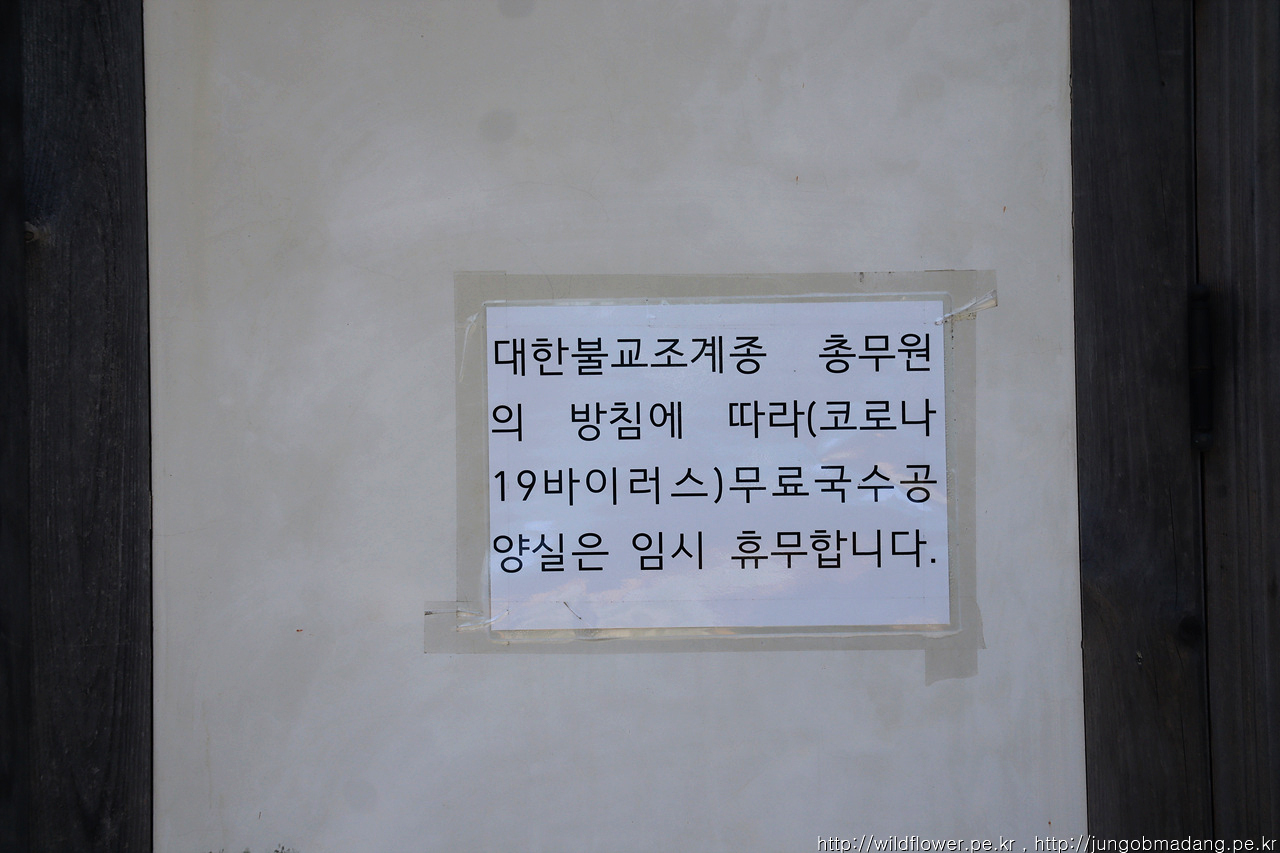 대한불교조계종 총무원
의 방침에 따라(코로나
19바이러스)무료국수공
양실은 임시 휴무합니다.
http://wildflower.pe.kr , http://jungobmadang.pe.kr